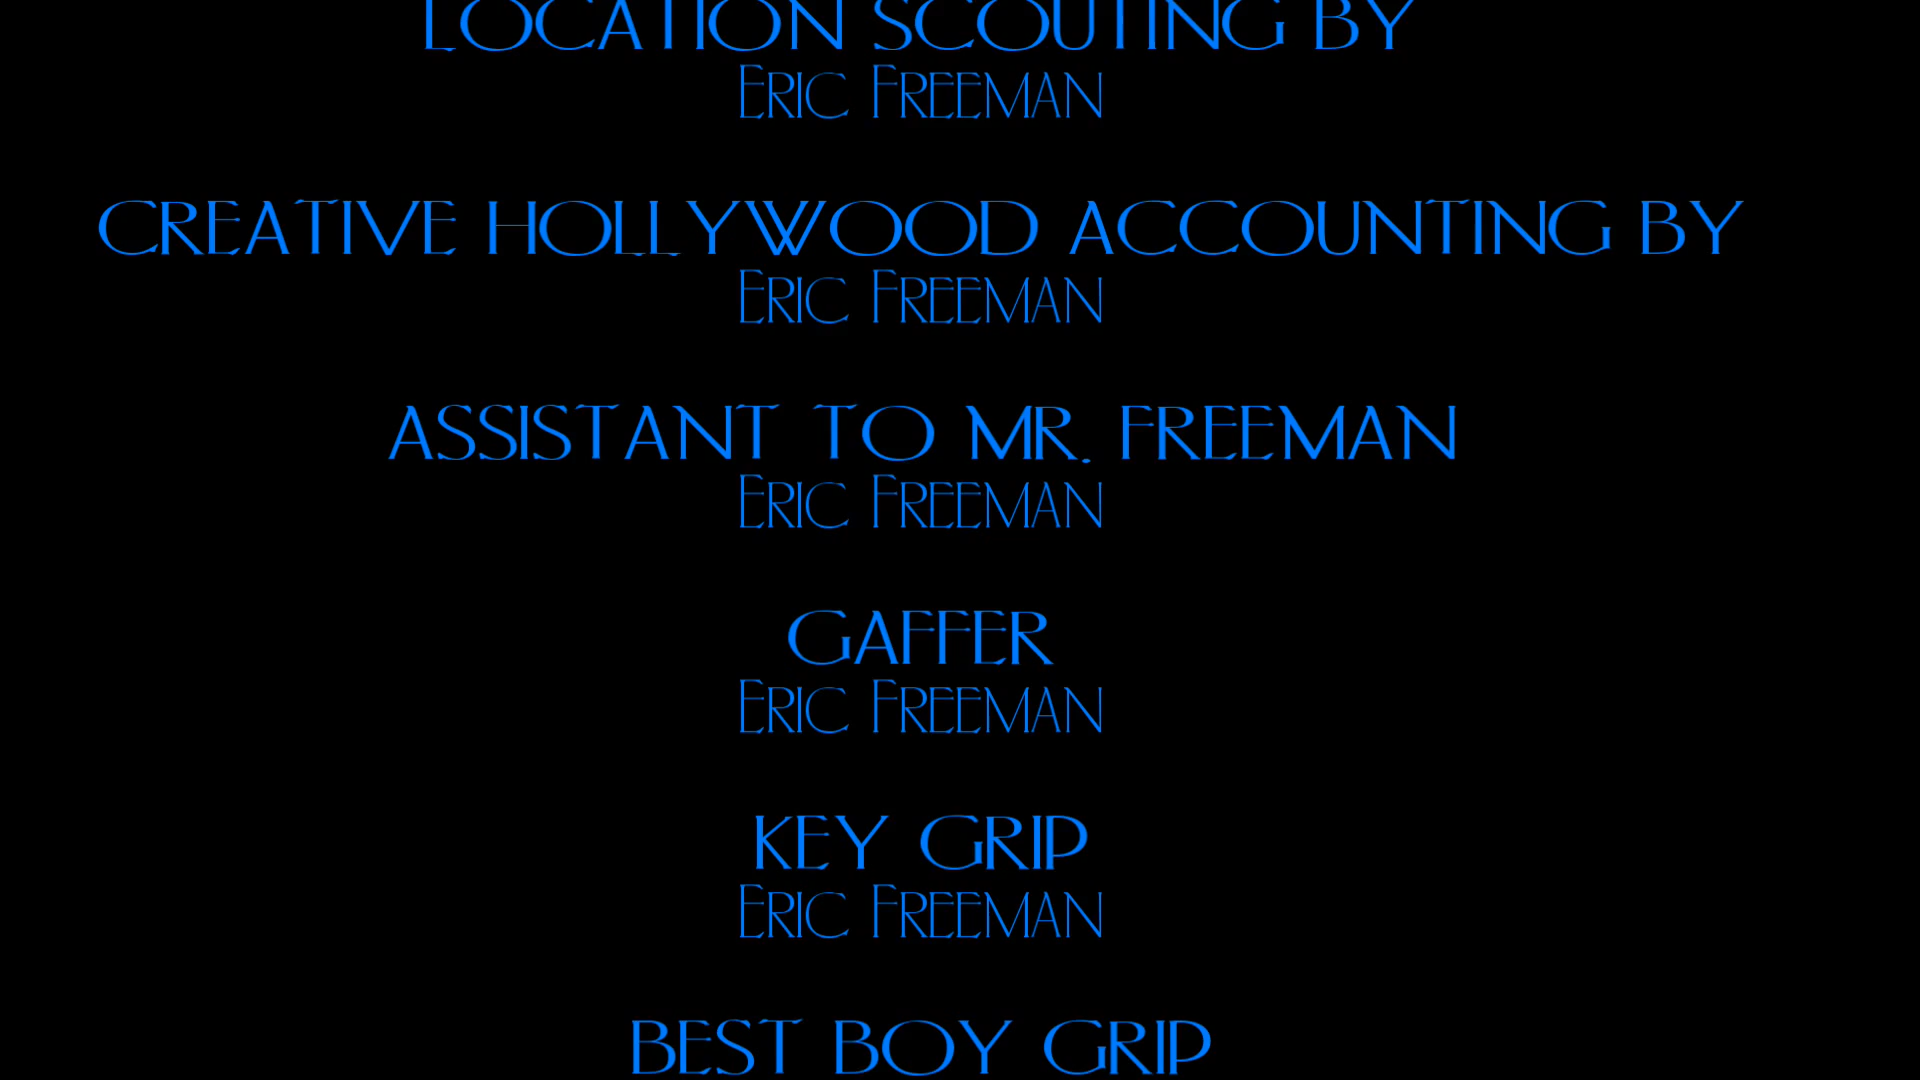 LOCATION SCOUTING BY
ERIC FREEMAN
CREATIVE HOLLYWOOD ACCOUNTING BY
ERIC FREEMAN
ASSISTANT TO MR. FREEMAN
ERIC FREEMAN
GAFFER
ERIC FREEMAN
KEY GRIP
ERIC FREEMAN
BEST BOY GRIP